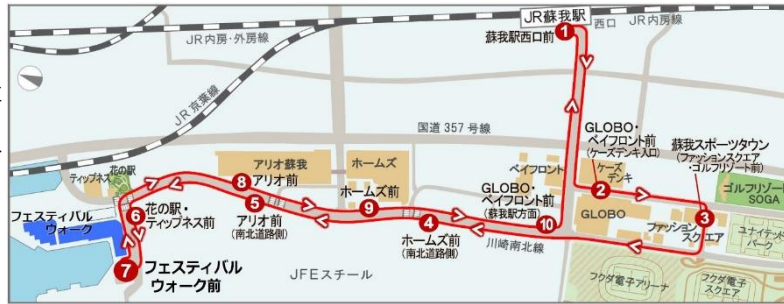 JR蘇我駅
西口
JR内房線
JR内房・外房線
1
蘇我駅西口前
JR京葉線
国道357号線
GLOBO・
ベイフロント前
(ケーズデンキ入口)
蘇我スポーツタウン
(ファッションスクエア
・ゴルフリゾート前)
花の駅
ティップネス
アリオ蘇我
ホームズ
ベイフロント
ケーズ
デンキ
2
ゴルフリゾート
SOGA
8
アリオ前
ホームズ前
9
GLOBO・
ベイフロント前
(蘇我駅方面)
10
GLOBO
3
フェスティバル
ウォーク
6
花の駅・
ティップネス前
5
アリオ前
(南北道路側)
4
ホームズ前
(南北道路側)
川崎南北線
ファッション
スクエア
ユナイテッド
パーク
7
フェスティバル
ウォーク前
JFEスチール
フクダ電子アリーナ
フクダ電子
スクエア